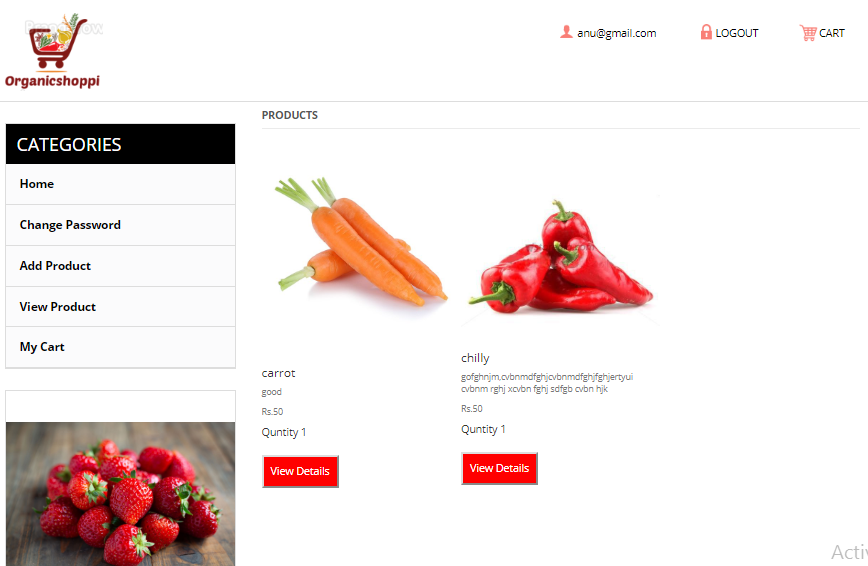 Organicshoppi
anu@gmail.com
LOGOUT
CART
CATEGORIES
Home
Change Password
Add Product
View Product
My Cart
PRODUCTS
carrot
good
Rs.50
Quntity 1
View Details
chilly
gofghnjm,cvbnmdfghjcvbnmdfghjfghjertyui
cvbnm rghj xcvbn fghj sdfgb cvbn hjk
Rs.50
Quntity 1
View Details
Activ